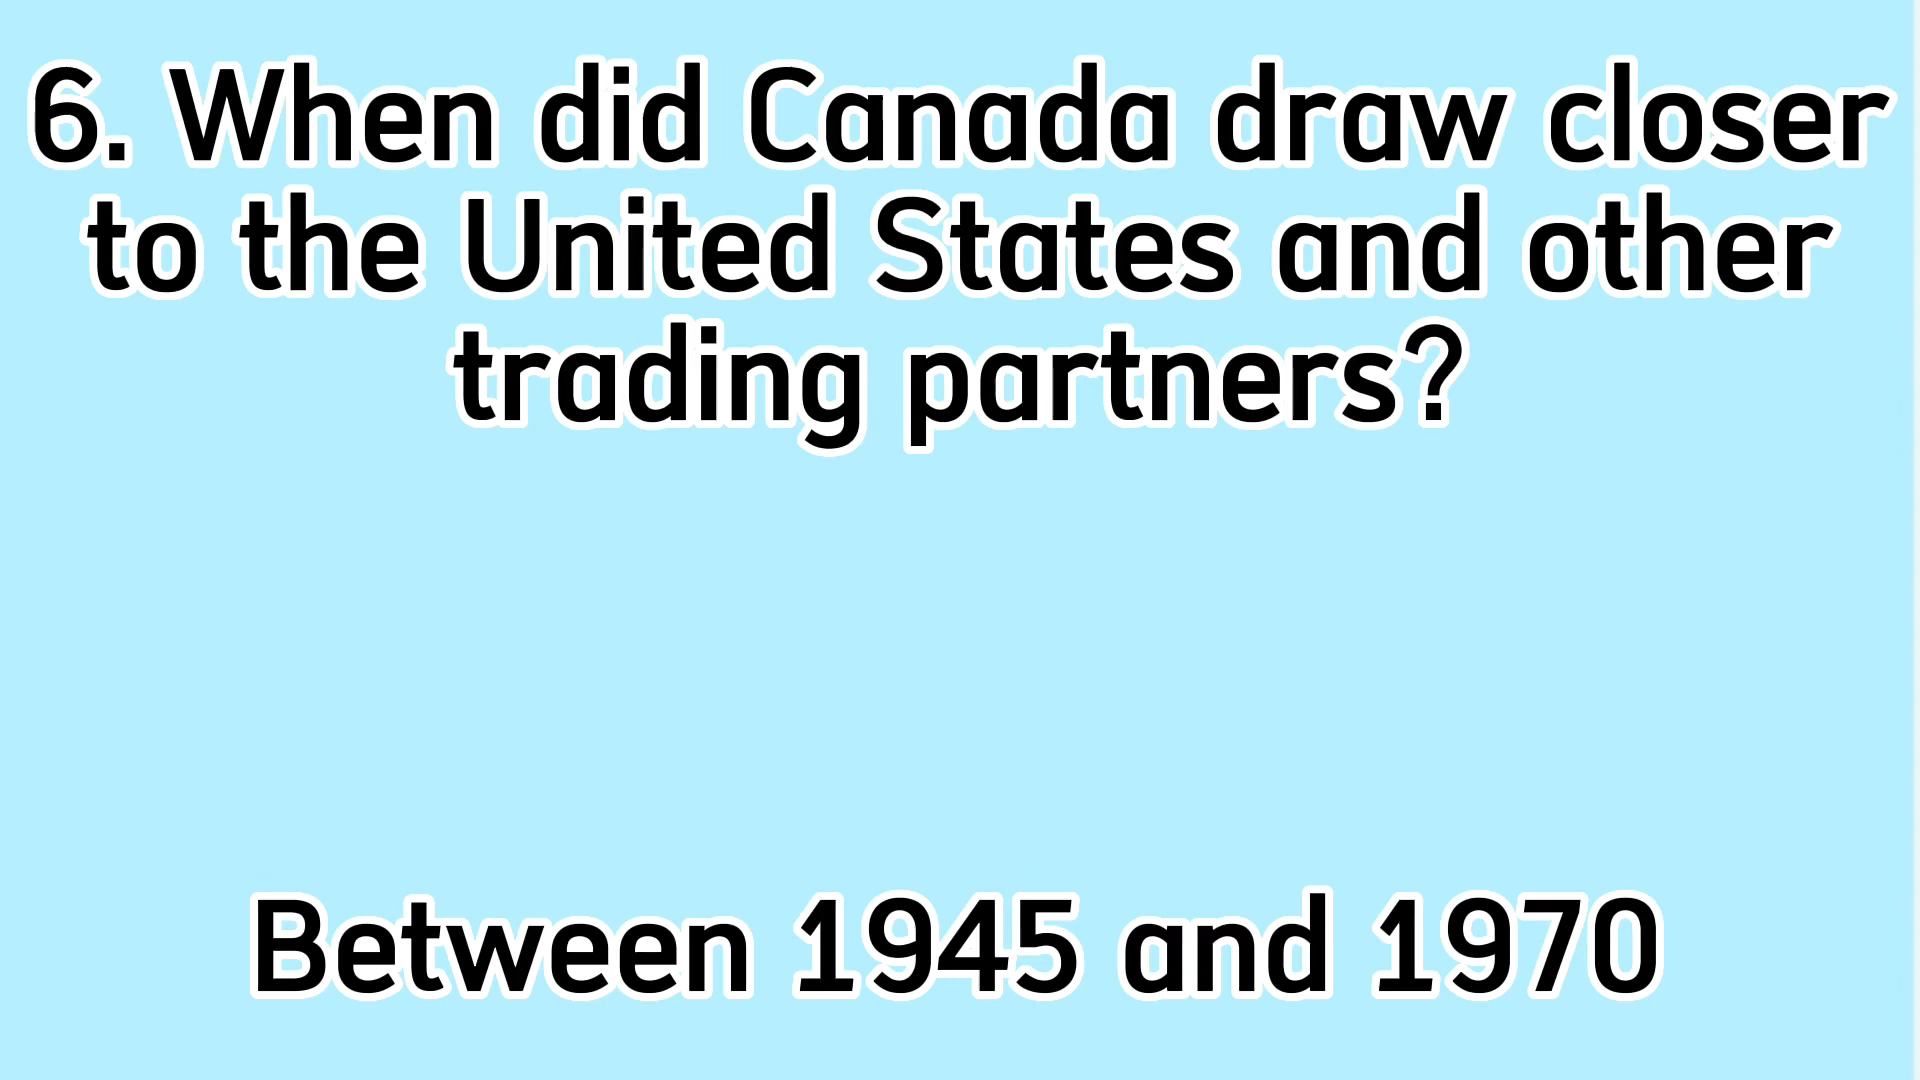 6. When did Canada draw closer
to the United States and other
trading partners?
Between 1945 and 1970